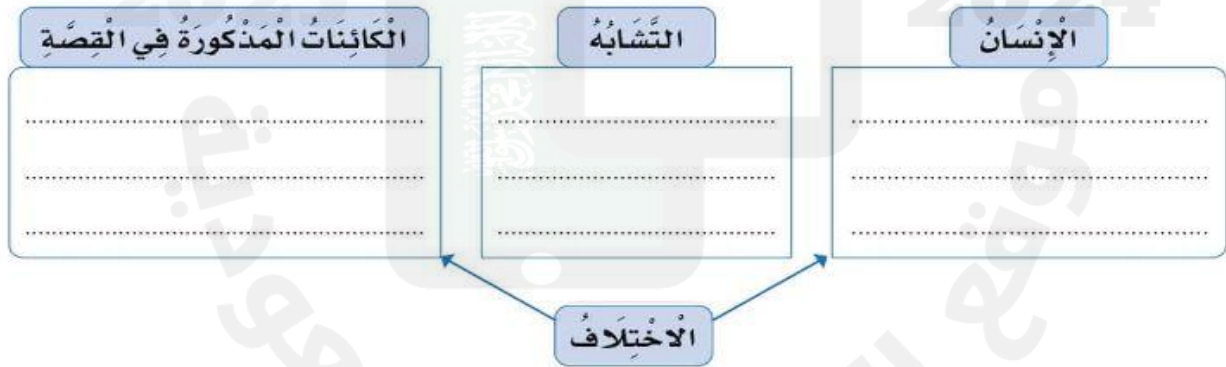 الْإِنْسَانُ
التَّشَابُهُ
الْكَائِنَاتُ الْمَذْكُورَةُ فِي الْقِصَّةِ
الْاخْتِلَافُ